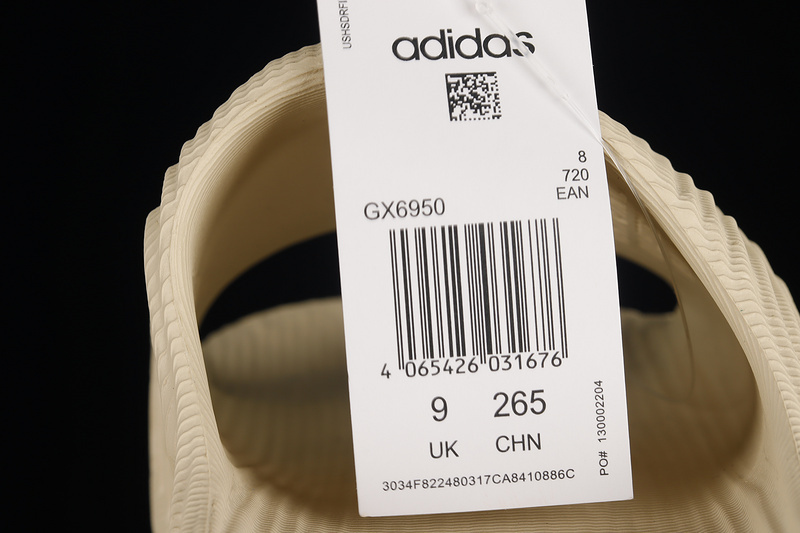 USHSDRFI
adidas
8
720
EAN
GX6950
4 065426 031676
9 265
UK CHN
PO# 130002204
3034F822480317CA8410886C